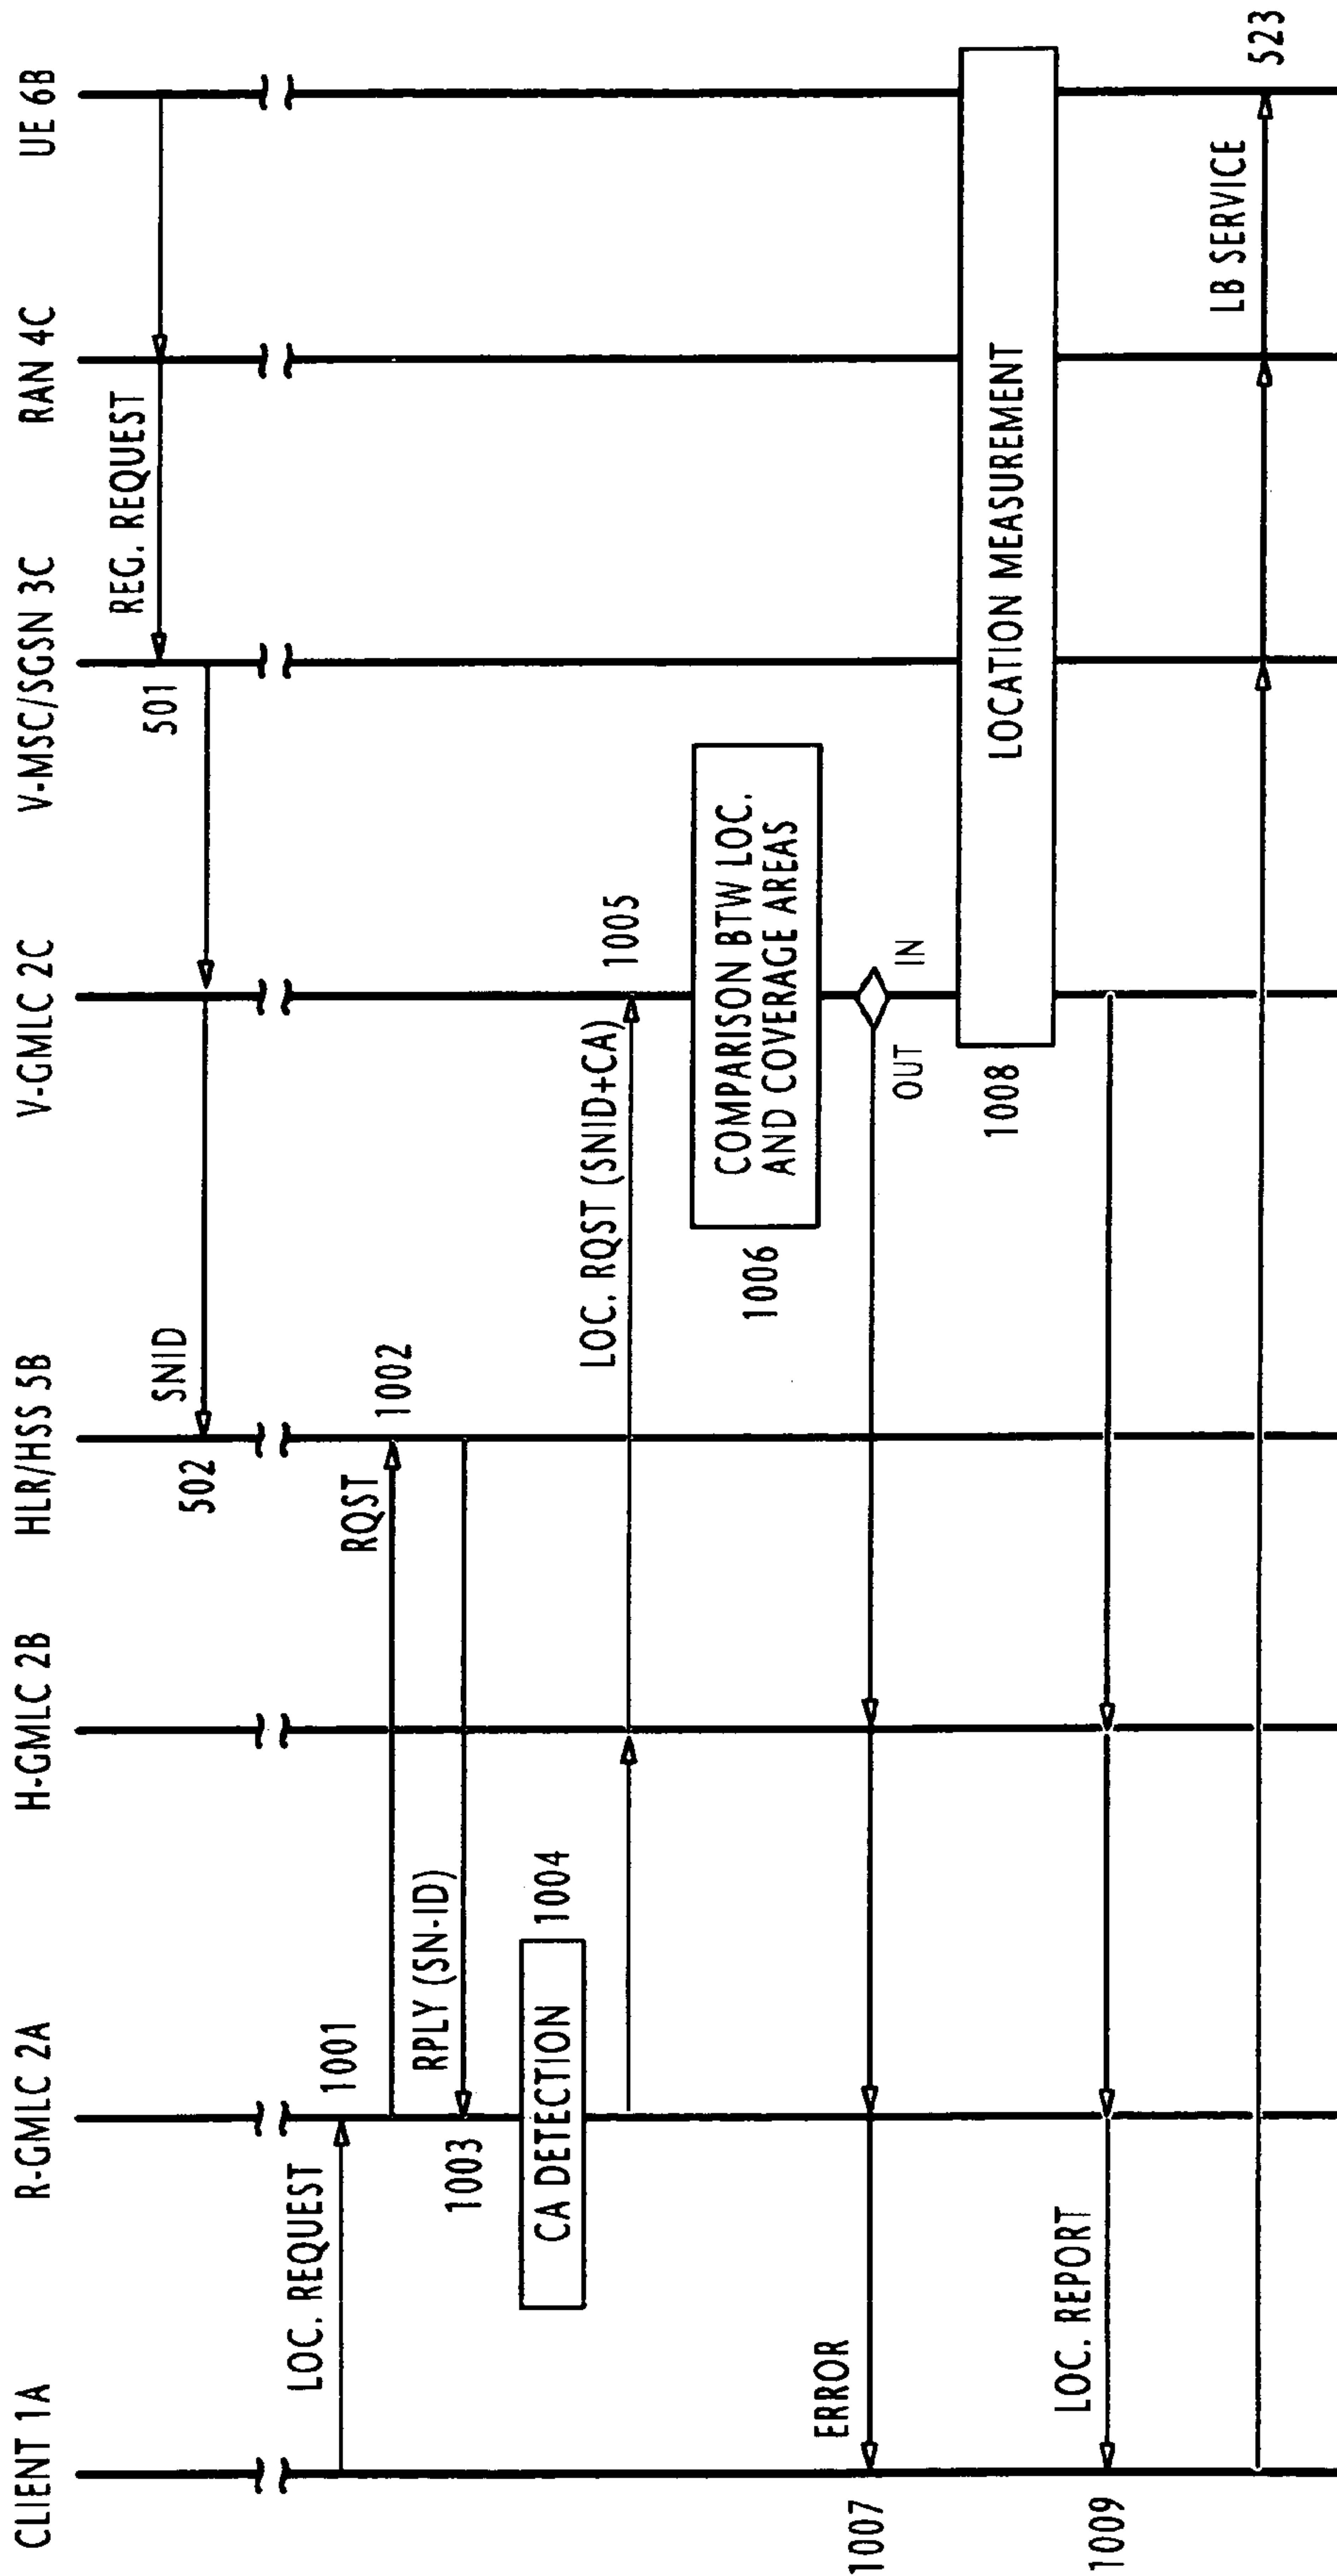 CLIENT 1A
R-GMLC 2A
H-GMLC 2B
HLR/HSS 5B
V-GMLC 2C
V-MSC/SGSN 3C
RAN 4C
UE 6B
REG. REQUEST
501
SNID
502
LOC. REQUEST
1001
RQST
1002
RPLY (SN-ID)
1003
CA DETECTION
1004
LOC. RQST (SNID+CA)
1005
COMPARISON BTW LOC.
AND COVERAGE AREAS
1006
OUT
IN
ERROR
1007
LOCATION MEASUREMENT
1008
LOC. REPORT
1009
LB SERVICE
523